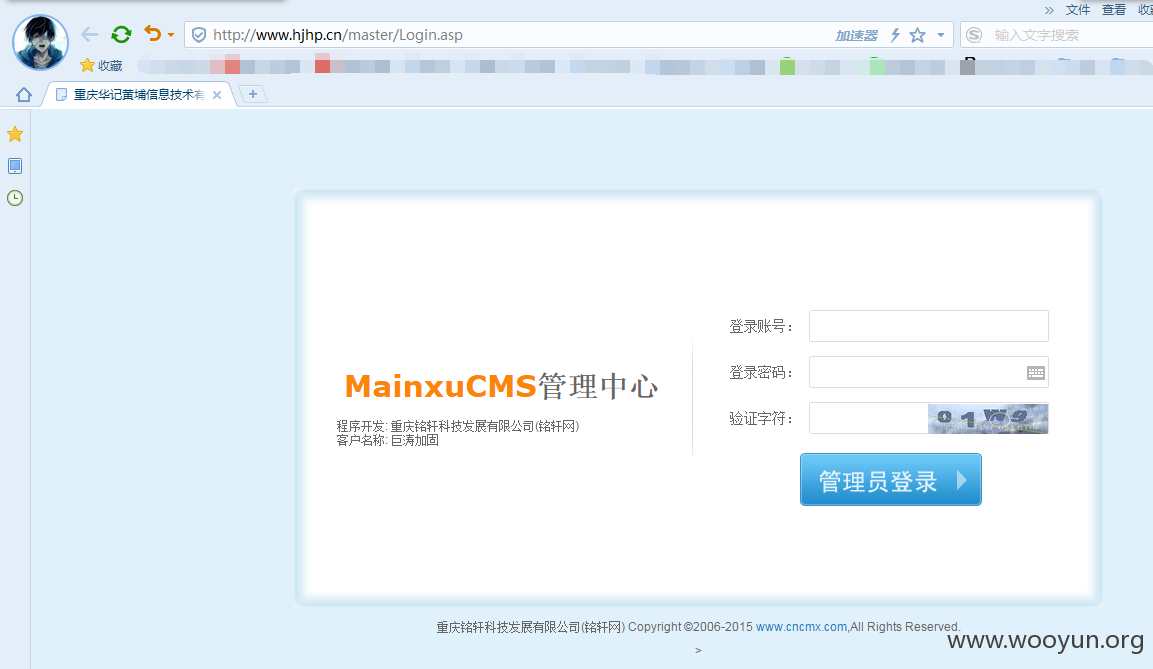 » 文件 查看 收藏
http://www.hjhp.cn/master/Login.asp 加速器 输入文字搜索
收藏
重庆华记黄埔信息技术有
登录账号：
登录密码：
MainxuCMS管理中心
验证字符： 01W9
程序开发: 重庆铭轩科技发展有限公司(铭轩网)
客户名称: 巨涛加固
管理员登录
重庆铭轩科技发展有限公司(铭轩网) Copyright ©2006-2015 www.cncmx.com,All Rights Reserved.
www.wooyun.org
>